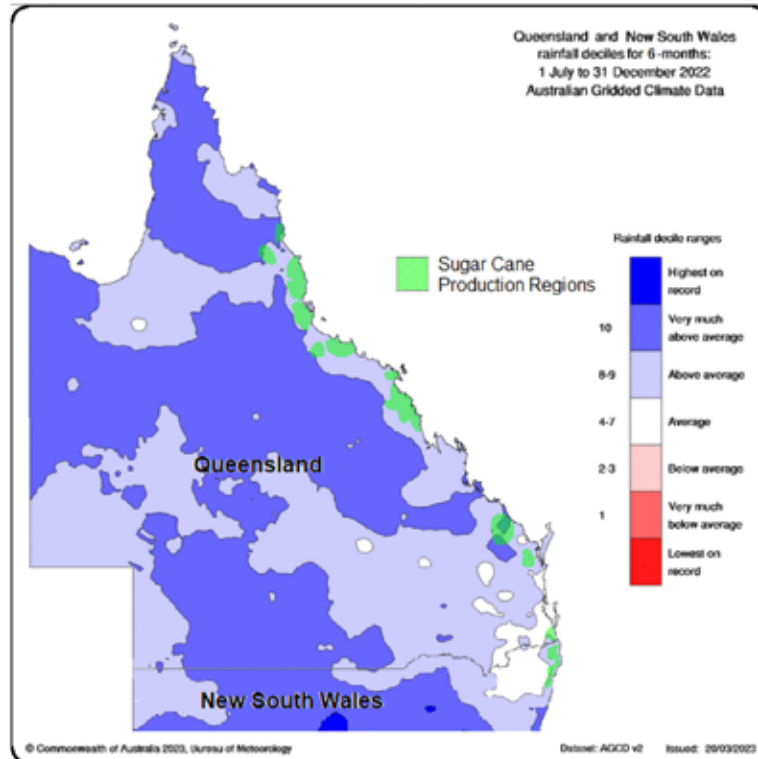 Queensland and New South Wales
rainfall deciles for 6-months:
1 July to 31 December 2022
Australian Gridded Climate Data
Rainfall decile ranges
Sugar Cane
Production Regions
Highest on
record
10
Very much
above average
8-9
Above average
4-7
Average
2-3
Below average
1
Very much
below average
Lowest on
record
Queensland
New South Wales
© Commonwealth of Australia 2023, Bureau of Meteorology
Dataset: AGCD v2
Issued: 20/03/2023